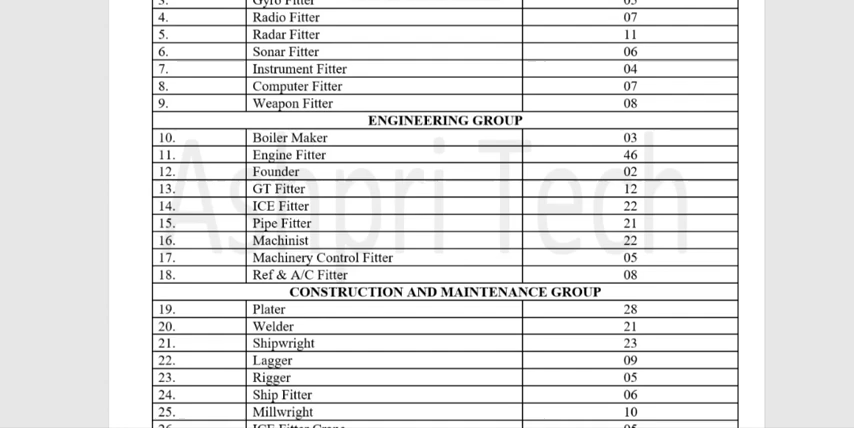 4. Radio Fitter 07
5. Radar Fitter 11
6. Sonar Fitter 06
7. Instrument Fitter 04
8. Computer Fitter 07
9. Weapon Fitter 08
ENGINEERING GROUP
10. Boiler Maker 03
11. Engine Fitter 46
12. Founder 02
13. GT Fitter 12
14. ICE Fitter 22
15. Pipe Fitter 21
16. Machinist 22
17. Machinery Control Fitter 05
18. Ref & A/C Fitter 08
CONSTRUCTION AND MAINTENANCE GROUP
19. Plater 28
20. Welder 21
21. Shipwright 23
22. Lagger 09
23. Rigger 05
24. Ship Fitter 06
25. Millwright 10
Ashpri Tech